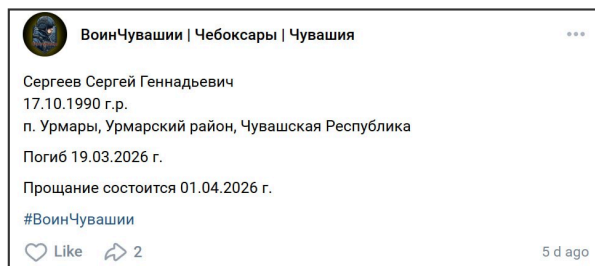 ВоинЧувашии | Чебоксары | Чувашия
Сергеев Сергей Геннадьевич
17.10.1990 г.р.
п. Урмары, Урмарский район, Чувашская Республика
Погиб 19.03.2026 г.
Прощание состоится 01.04.2026 г.
#ВоинЧувашии
Like 2 5 d ago